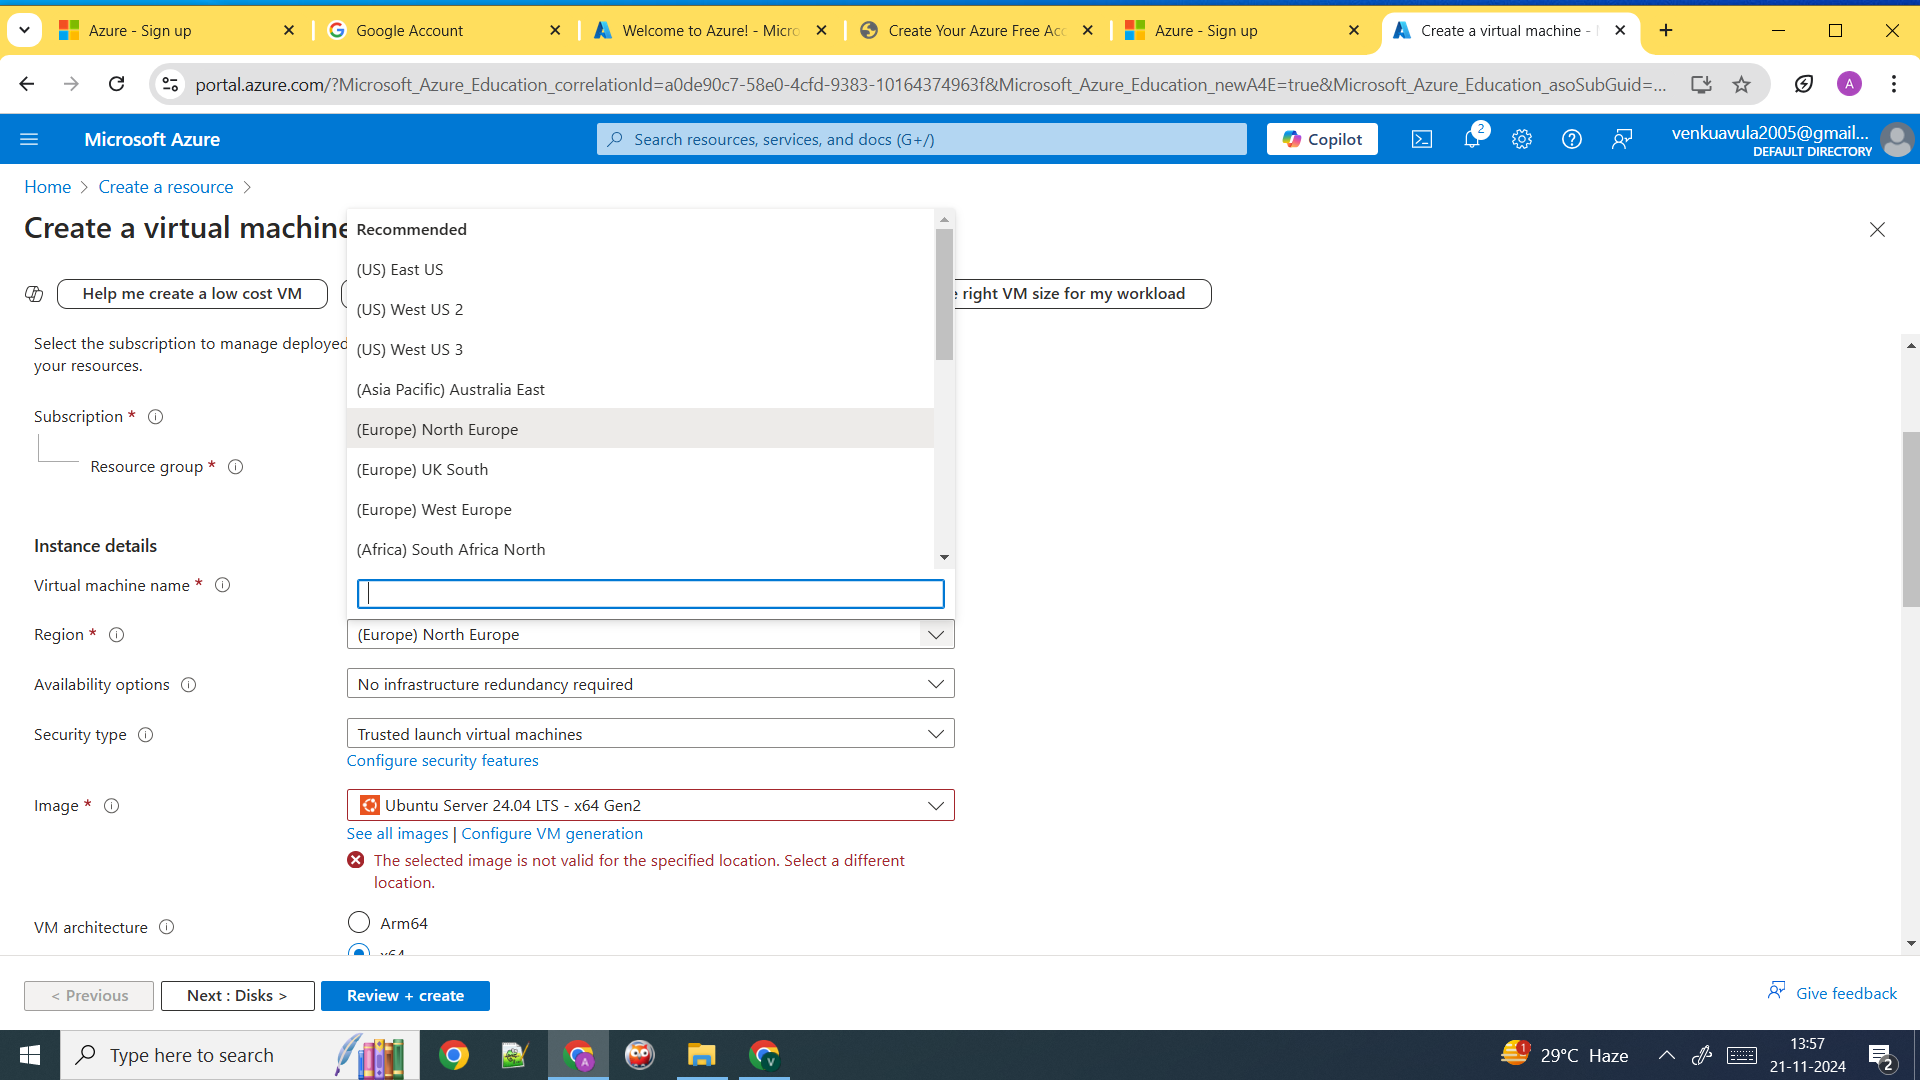 Azure - Sign up
Google Account
Welcome to Azure! - Micro
Create Your Azure Free Acc
Azure - Sign up
Create a virtual machine -
portal.azure.com/?Microsoft_Azure_Education_correlationId=a0de90c7-58e0-4cfd-9383-10164374963f&Microsoft_Azure_Education_newA4E=true&Microsoft_Azure_Education_asoSubGuid=...
A
Microsoft Azure
Search resources, services, and docs (G+/)
Copilot
2
venkuavula2005@gmail...
DEFAULT DIRECTORY
Home > Create a resource >
Create a virtual machine
Help me create a low cost VM
right VM size for my workload
Select the subscription to manage deployed
your resources.
Subscription *
Resource group *
Instance details
Virtual machine name *
Recommended
(US) East US
(US) West US 2
(US) West US 3
(Asia Pacific) Australia East
(Europe) North Europe
(Europe) UK South
(Europe) West Europe
(Africa) South Africa North
Region *
(Europe) North Europe
Availability options
No infrastructure redundancy required
Security type
Trusted launch virtual machines
Configure security features
Image *
Ubuntu Server 24.04 LTS - x64 Gen2
See all images | Configure VM generation
The selected image is not valid for the specified location. Select a different
location.
VM architecture
Arm64
x64
< Previous
Next : Disks >
Review + create
Give feedback
Type here to search
A
V
1
29°C Haze
13:57
21-11-2024
2